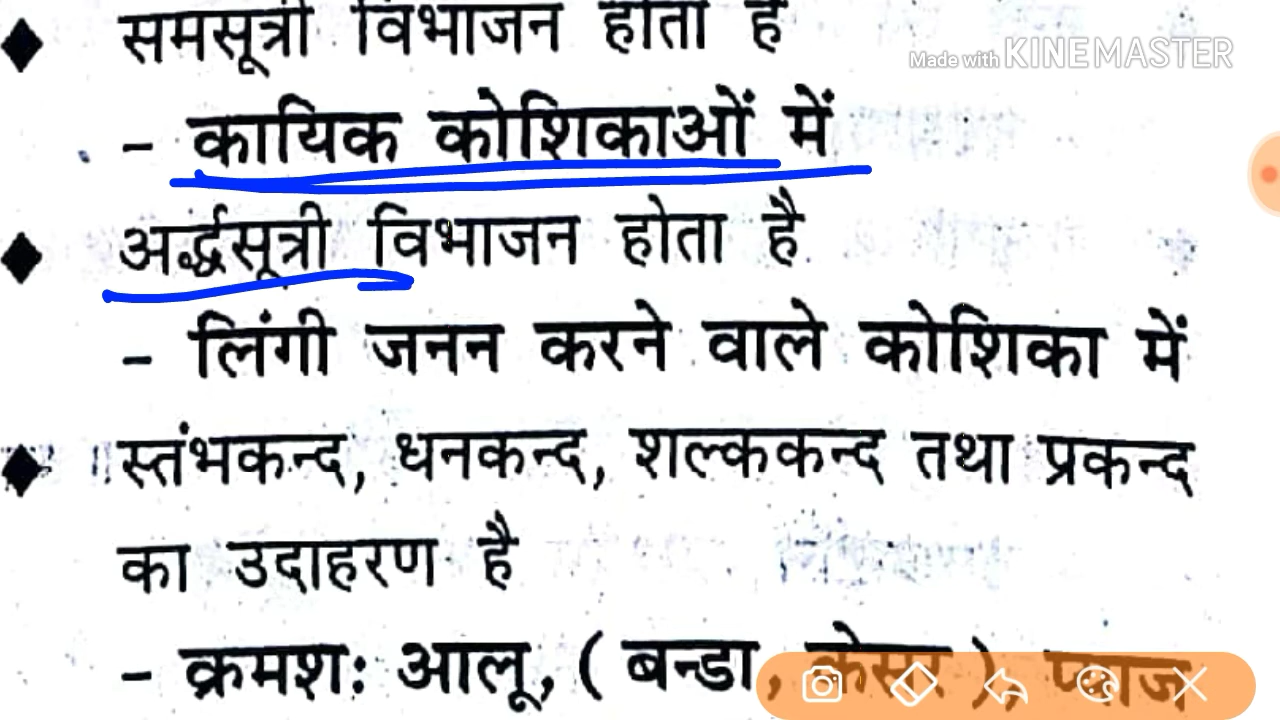 समसूत्री विभाजन होता है
Made with KINEMASTER
- कायिक कोशिकाओं में
अर्द्धसूत्री विभाजन होता है
- लिंगी जनन करने वाले कोशिका में
स्तंभकन्द, धनकन्द, शल्ककन्द तथा प्रकन्द
का उदाहरण है
- क्रमशः आलू, ( बन्डा, केसर ), प्याज